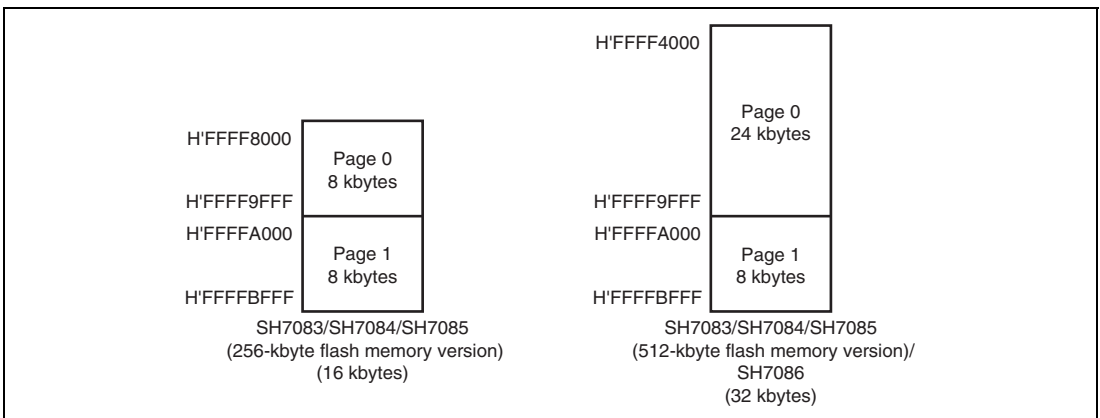 H'FFFF8000
Page 0
8 kbytes
H'FFFF9FFF
H'FFFFA000
Page 1
8 kbytes
H'FFFFBFFF
SH7083/SH7084/SH7085
(256-kbyte flash memory version)
(16 kbytes)
H'FFFF4000
Page 0
24 kbytes
H'FFFF9FFF
H'FFFFA000
Page 1
8 kbytes
H'FFFFBFFF
SH7083/SH7084/SH7085
(512-kbyte flash memory version)/
SH7086
(32 kbytes)